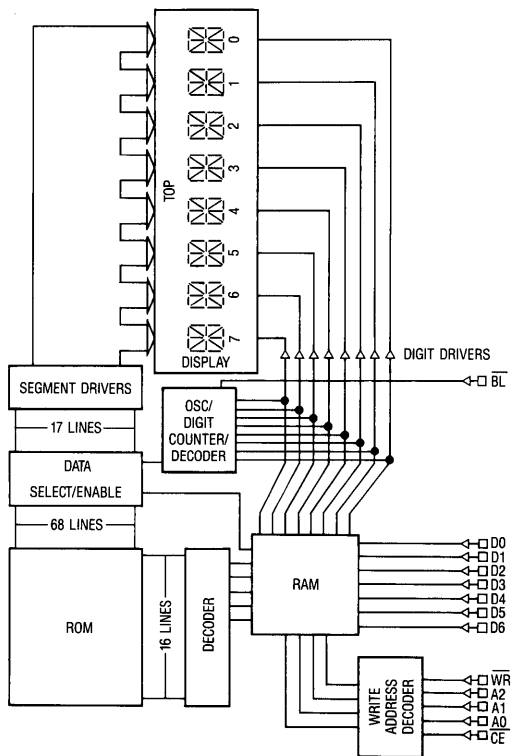 0
1
2
3
4
5
6
7
TOP
DISPLAY
DIGIT DRIVERS
BL
SEGMENT DRIVERS
OSC/
DIGIT
COUNTER/
DECODER
17 LINES
DATA
SELECT/ENABLE
68 LINES
ROM
16 LINES
DECODER
RAM
D0
D1
D2
D3
D4
D5
D6
WRITE
ADDRESS
DECODER
WR
A2
A1
A0
CE